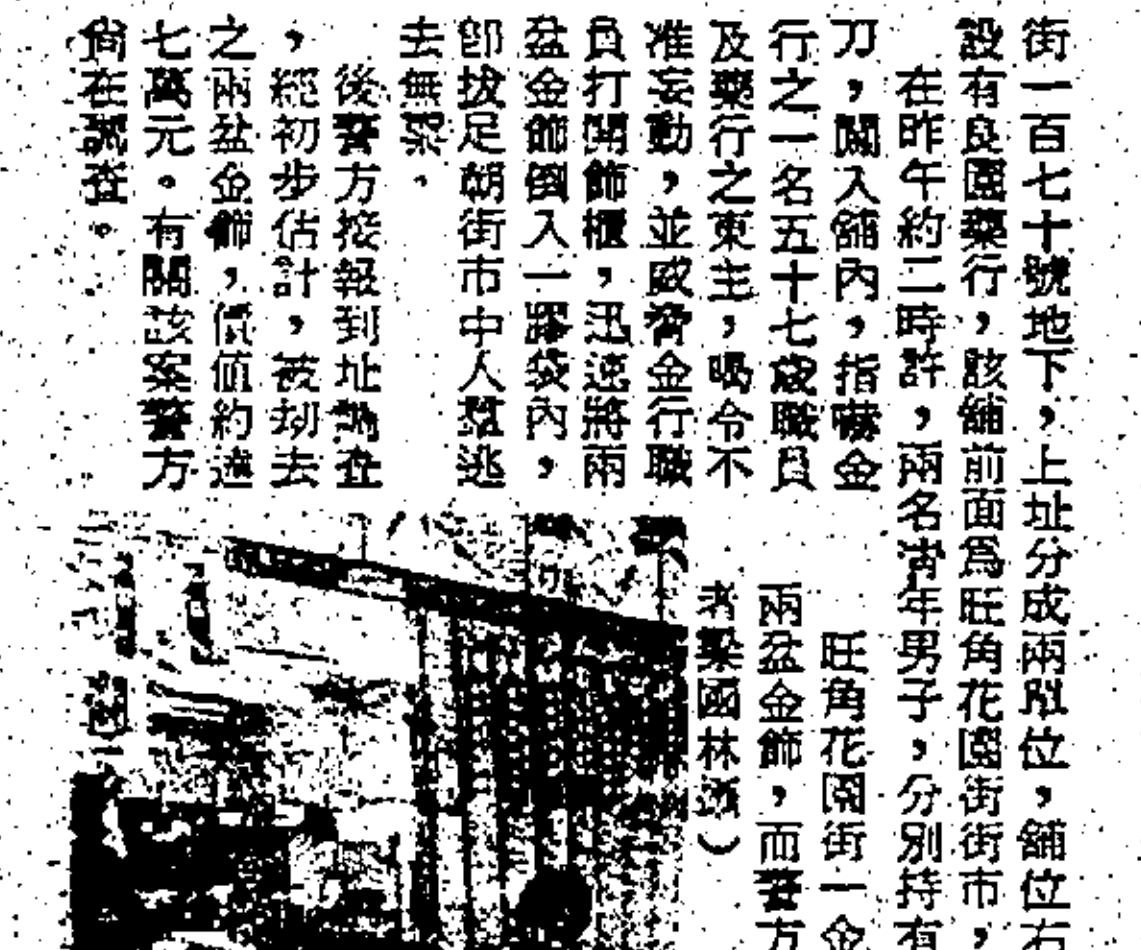 街一百七十號地下，上址分成兩單位，舖位右
設有良園藥行，該舖前面爲旺角花園街街市，
在昨午約二時許，兩名青年男子，分別持有
刀，闖入舖內，指嚇金
行之一名五十七歲職員
及藥行之東主，喝令不
准妄動，並威脅金行職
員打開飾櫃，迅速將兩
盆金飾倒入一膠袋內，
卽拔足朝街市中人羣逃
去無蹤。
後警方接報到址調查
，經初步估計，被刧去
之兩盆金飾，價值約達
七萬元。有關該案警方
尙在調查。
旺角花園街一金
兩盆金飾，而警方
者梁國林攝）